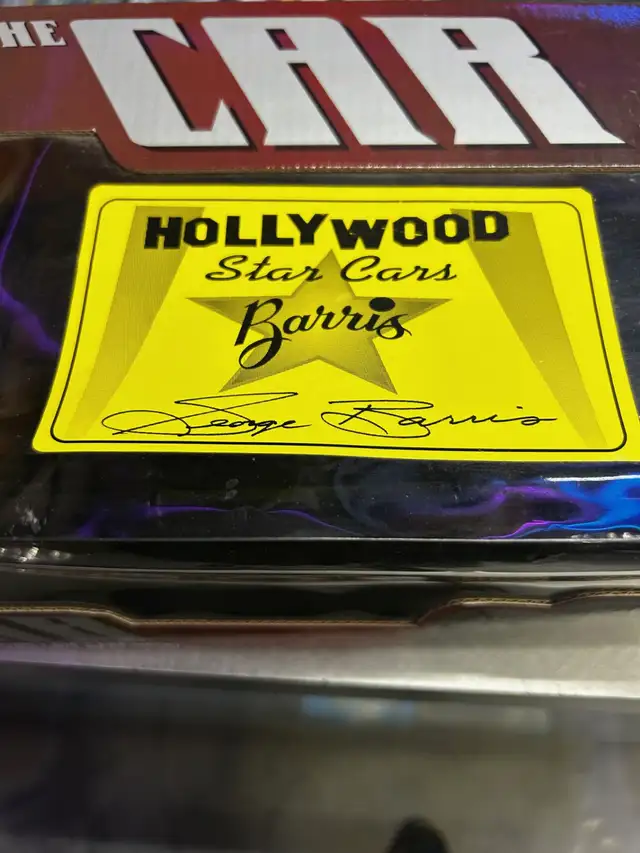 THE CAR
HOLLYWOOD
Star Cars
Barris
George Barris